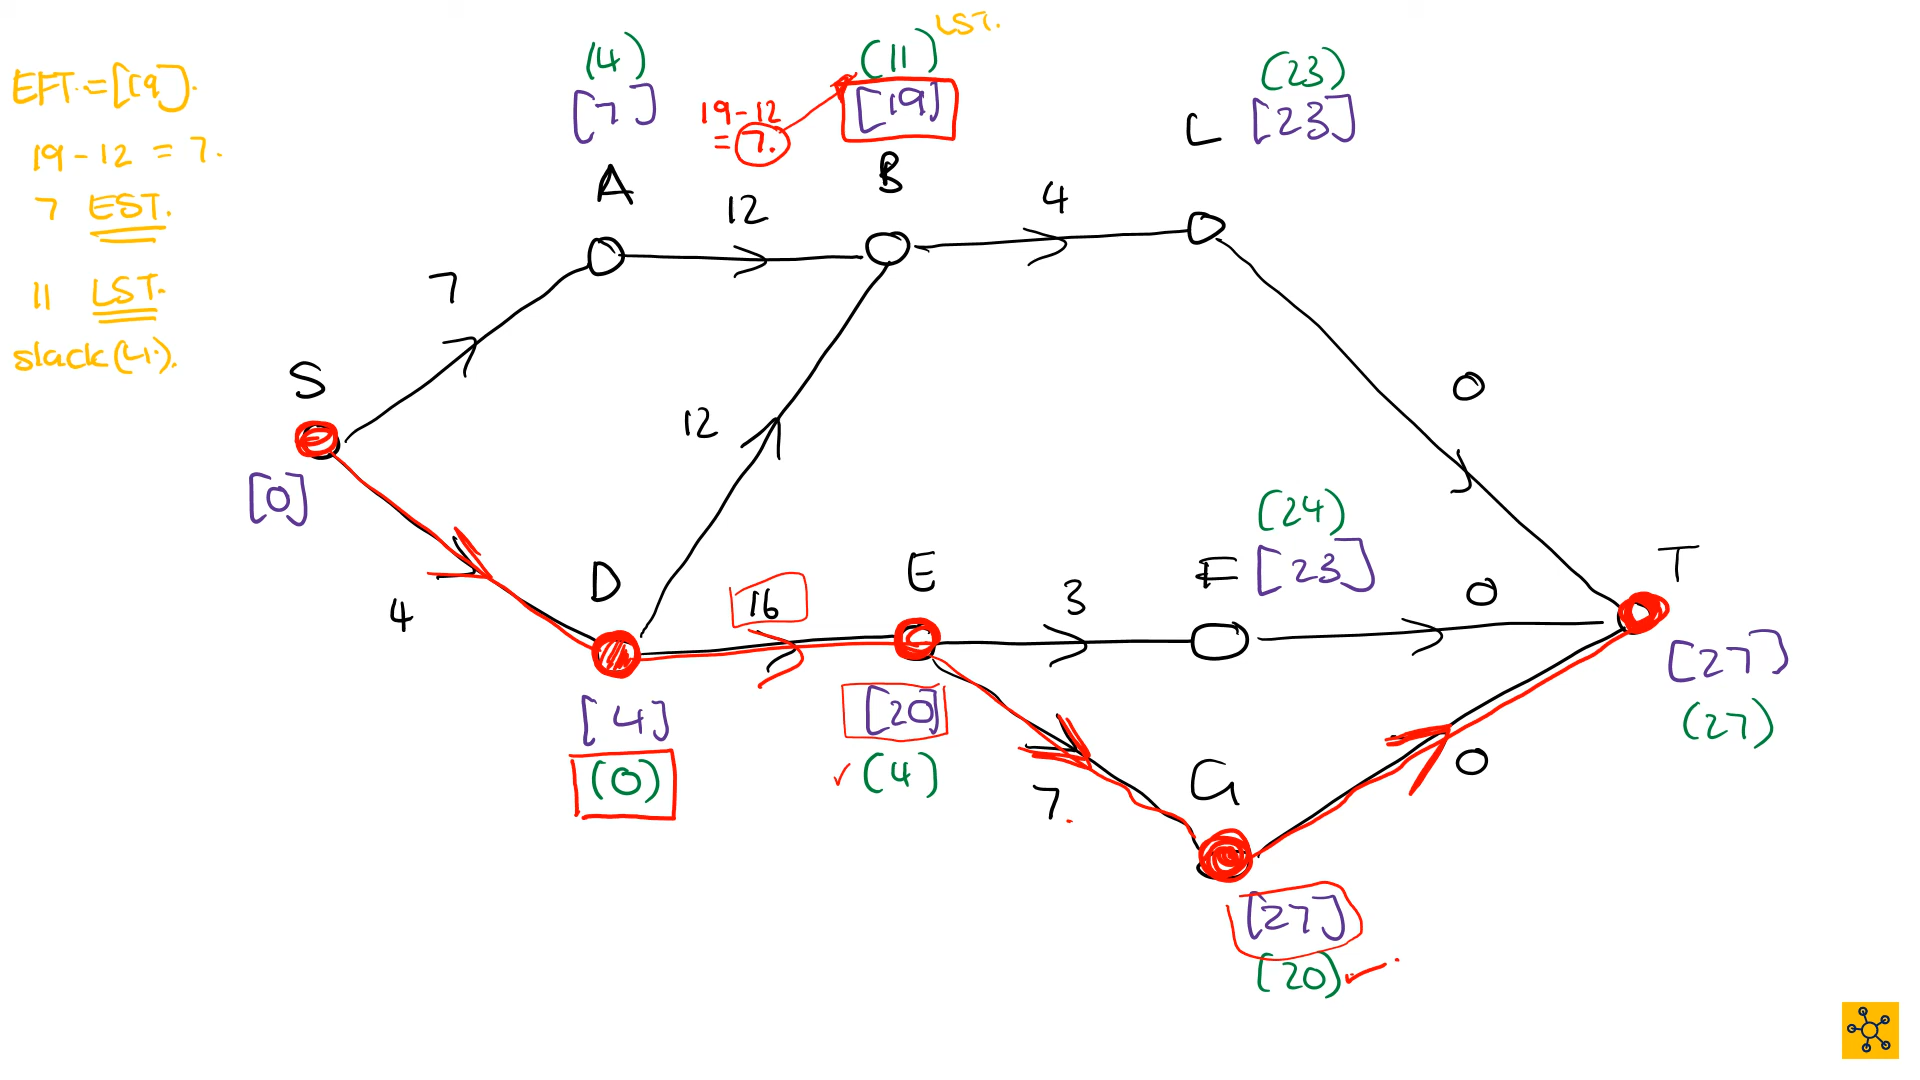 EFT = [19].
19 - 12 = 7.
7 EST.
11 LST.
slack (4).
(4)
[7]
A
19 - 12
= 7.
(11) LST.
[19]
B
(23)
L [23]
12
4
7
S
[0]
12
0
4
D
[4]
(0)
16
E
[20]
(4)
3
(24)
F [23]
0
T
[27]
(27)
7.
G
0
[27]
(20)